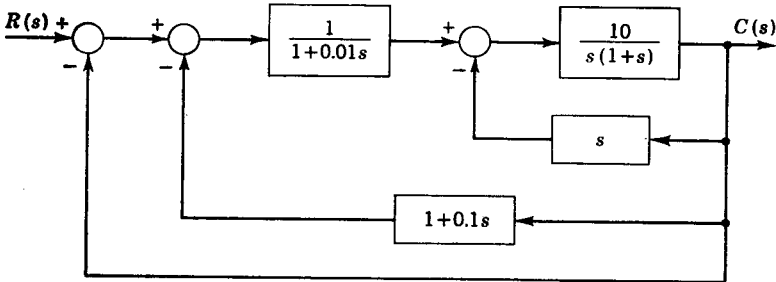 R(s) + + 1 + 10 C(s)
1+0.01s s(1+s)
− − −
s
1+0.1s